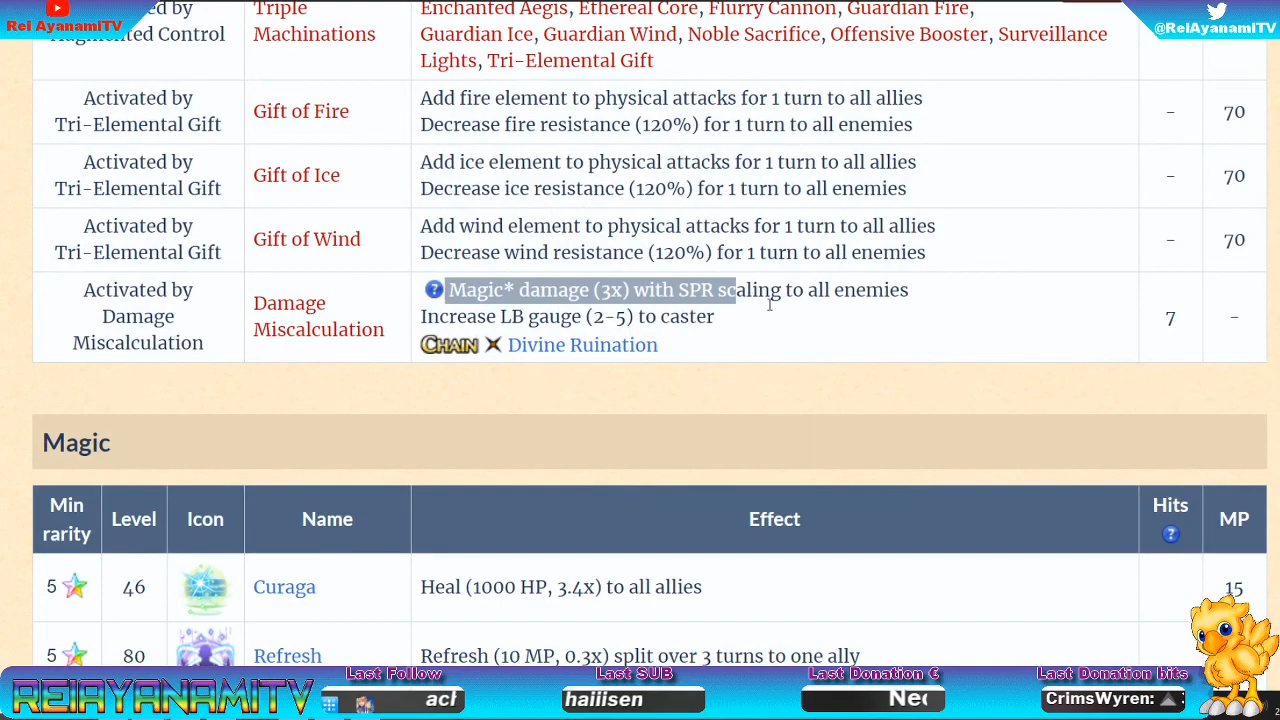 Rei AyanamiTV
@ReiAyanamITV
Activated by
Augmented Control
Triple
Machinations
Enchanted Aegis, Ethereal Core, Flurry Cannon, Guardian Fire,
Guardian Ice, Guardian Wind, Noble Sacrifice, Offensive Booster, Surveillance
Lights, Tri-Elemental Gift
Activated by
Tri-Elemental Gift
Gift of Fire
Add fire element to physical attacks for 1 turn to all allies
Decrease fire resistance (120%) for 1 turn to all enemies
-
70
Activated by
Tri-Elemental Gift
Gift of Ice
Add ice element to physical attacks for 1 turn to all allies
Decrease ice resistance (120%) for 1 turn to all enemies
-
70
Activated by
Tri-Elemental Gift
Gift of Wind
Add wind element to physical attacks for 1 turn to all allies
Decrease wind resistance (120%) for 1 turn to all enemies
-
70
Activated by
Damage
Miscalculation
Damage
Miscalculation
? Magic* damage (3x) with SPR scaling to all enemies
Increase LB gauge (2-5) to caster
CHAIN Divine Ruination
7
-
Magic
Min
rarity
Level
Icon
Name
Effect
Hits
?
MP
5
46
Curaga
Heal (1000 HP, 3.4x) to all allies
15
5
80
Refresh
Refresh (10 MP, 0.3x) split over 3 turns to one ally
REIAYANAMITV
Last Follow
Last SUB
Last Donation €
Last Donation bits
haiiisen
CrimsWyren: